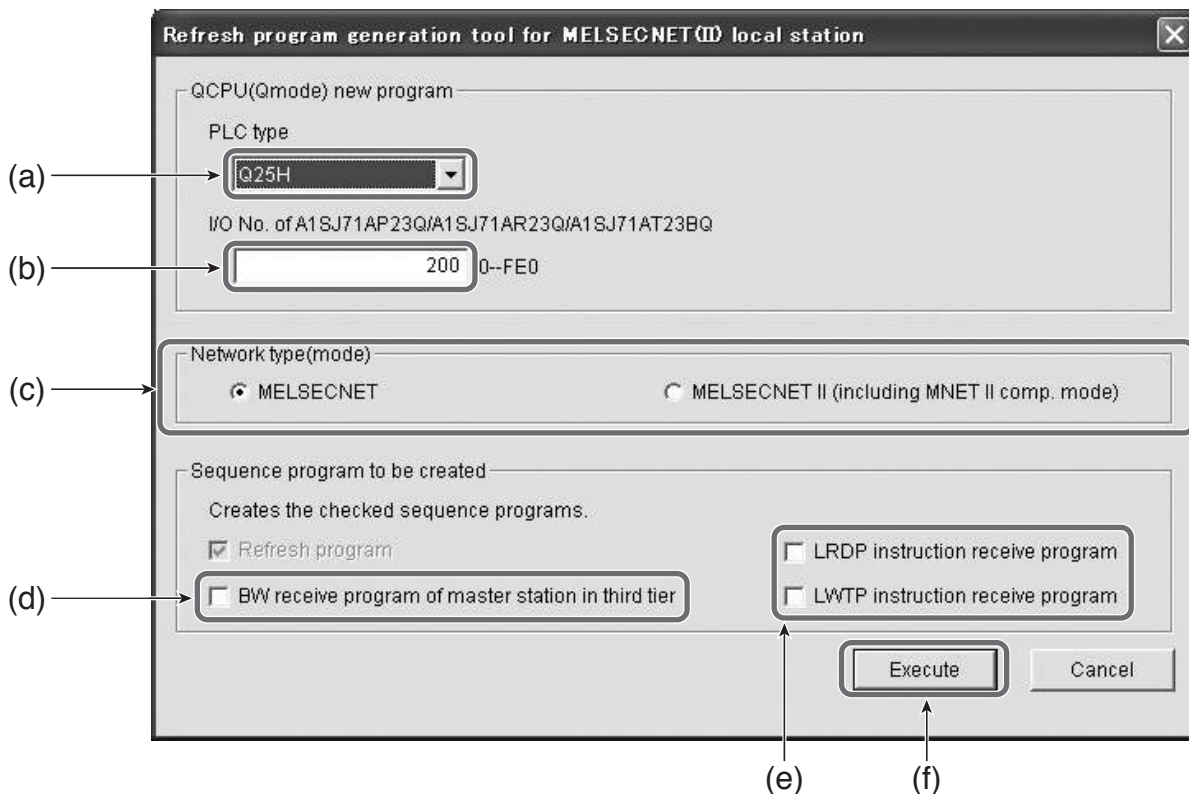 Refresh program generation tool for MELSECNET(II) local station
QCPU(Qmode) new program
PLC type
(a)
Q25H
I/O No. of A1SJ71AP23Q/A1SJ71AR23Q/A1SJ71AT23BQ
(b)
200 0--FE0
Network type(mode)
(c)
MELSECNET
MELSECNET II (including MNET II comp. mode)
Sequence program to be created
Creates the checked sequence programs.
Refresh program
LRDP instruction receive program
(d)
BW receive program of master station in third tier
LWTP instruction receive program
Execute
Cancel
(e)
(f)